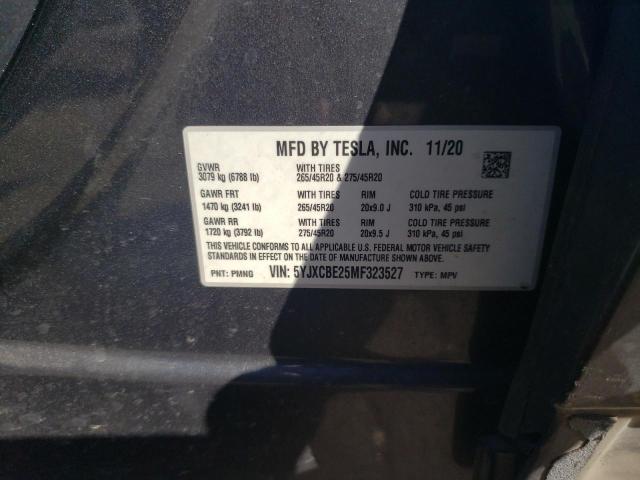 MFD BY TESLA, INC. 11/20
GVWR WITH TIRES
3079 kg (6788 lb) 265/45R20 & 275/45R20
GAWR FRT WITH TIRES RIM COLD TIRE PRESSURE
1470 kg (3241 lb) 265/45R20 20x9.0 J 310 kPa, 45 psi
GAWR RR WITH TIRES RIM COLD TIRE PRESSURE
1720 kg (3792 lb) 275/45R20 20x9.5 J 310 kPa, 45 psi
THIS VEHICLE CONFORMS TO ALL APPLICABLE U.S. FEDERAL MOTOR VEHICLE SAFETY
STANDARDS IN EFFECT ON THE DATE OF MANUFACTURE SHOWN ABOVE.
PNT: PMNG VIN: 5YJXCBE25MF323527 TYPE: MPV